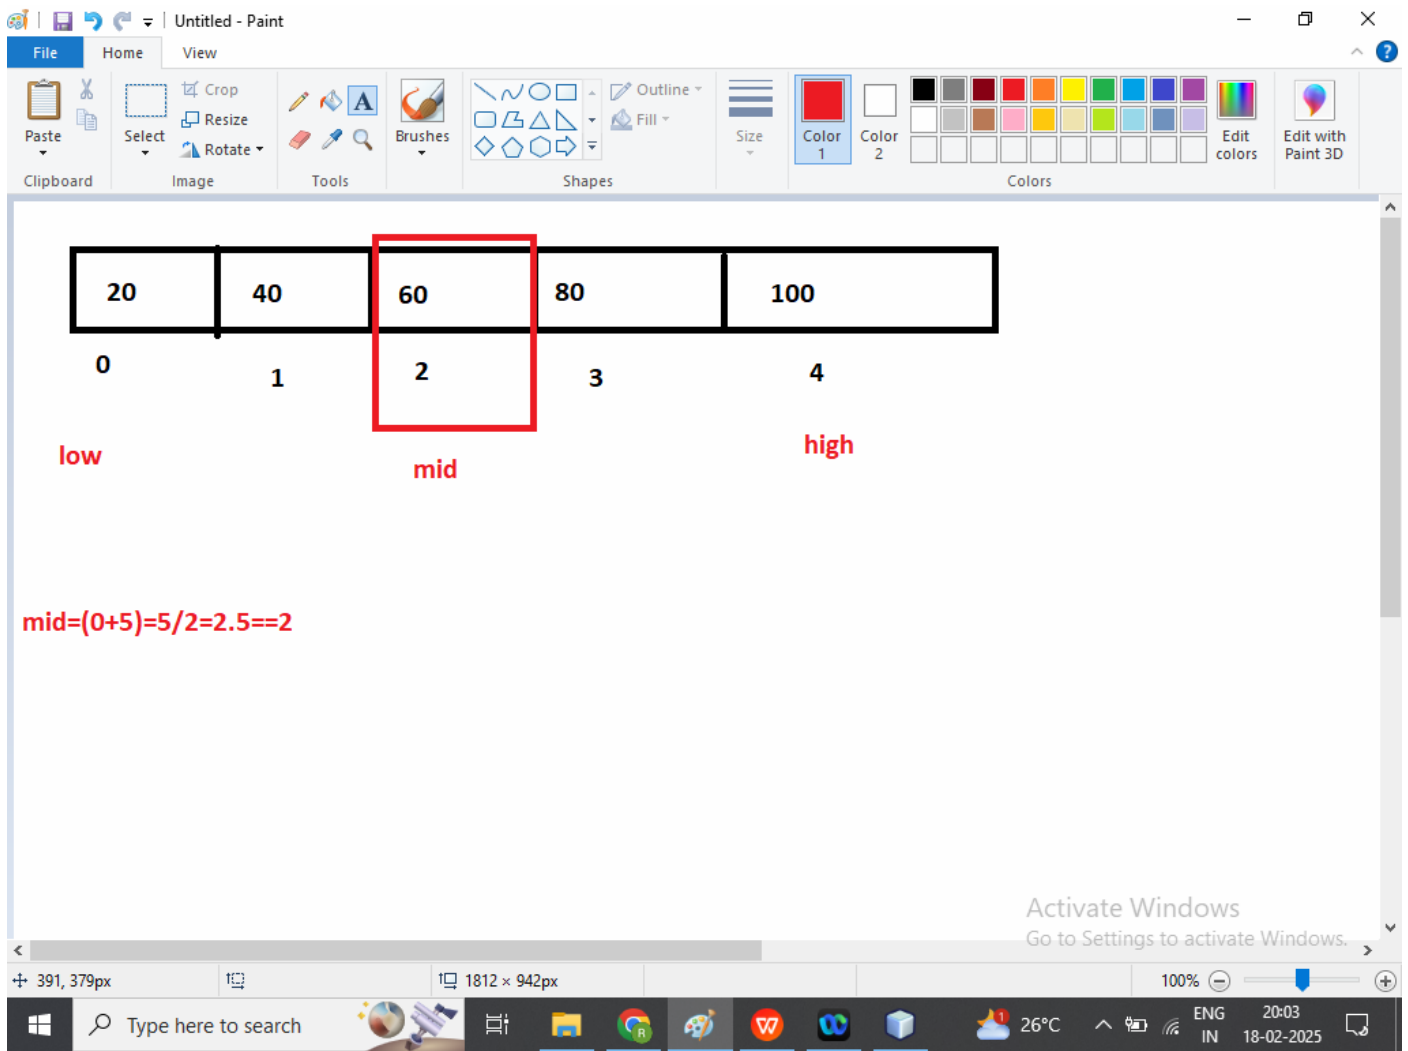 Untitled - Paint
File Home View
Paste
Select
Crop
Resize
Rotate
A
Brushes
Outline
Fill
Size
Color 1
Color 2
Edit colors
Edit with Paint 3D
Clipboard
Image
Tools
Shapes
Colors
20 40 60 80 100
0 1 2 3 4
low mid high
mid=(0+5)=5/2=2.5==2
Activate Windows
Go to Settings to activate Windows.
391, 379px 1812 × 942px 100%
Type here to search
1
26°C
ENG
IN
20:03
18-02-2025